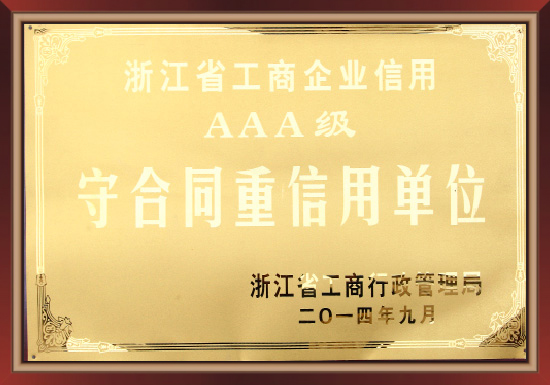 浙江省工商企业信用
AAA级
守合同重信用单位
浙江省工商行政管理局
二〇一四年九月